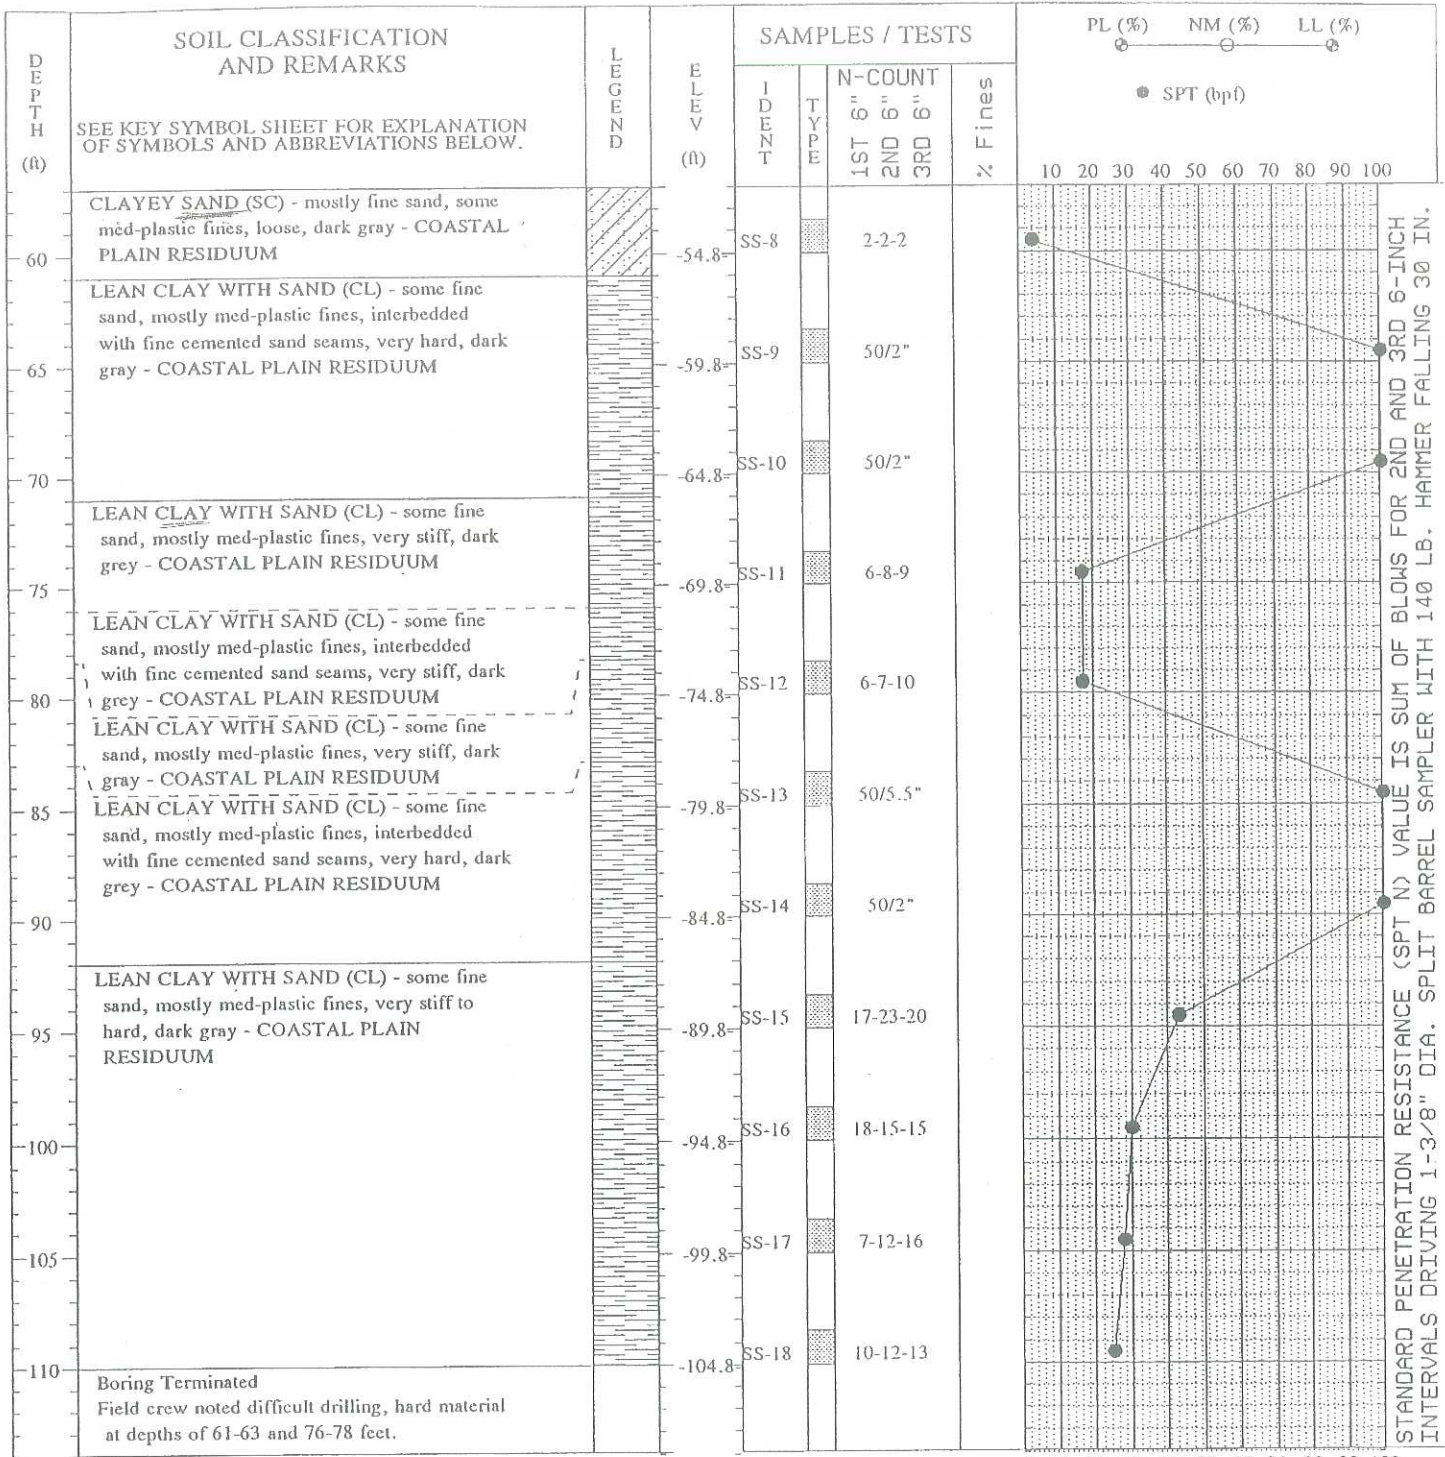 DEPTH
(ft)
SOIL CLASSIFICATION
AND REMARKS
SEE KEY SYMBOL SHEET FOR EXPLANATION
OF SYMBOLS AND ABBREVIATIONS BELOW.
LEGEND
ELEV
(ft)
SAMPLES / TESTS
IDENT
TYPE
N-COUNT
1ST 6"
2ND 6"
3RD 6"
% Fines
PL (%) NM (%) LL (%)
SPT (bpf)
10 20 30 40 50 60 70 80 90 100
CLAYEY SAND (SC) - mostly fine sand, some
med-plastic fines, loose, dark gray - COASTAL
PLAIN RESIDUUM
SS-8 2-2-2
60
-54.8
LEAN CLAY WITH SAND (CL) - some fine
sand, mostly med-plastic fines, interbedded
with fine cemented sand seams, very hard, dark
gray - COASTAL PLAIN RESIDUUM
SS-9 50/2"
65
-59.8
SS-10 50/2"
70
-64.8
LEAN CLAY WITH SAND (CL) - some fine
sand, mostly med-plastic fines, very stiff, dark
grey - COASTAL PLAIN RESIDUUM
SS-11 6-8-9
75
-69.8
LEAN CLAY WITH SAND (CL) - some fine
sand, mostly med-plastic fines, interbedded
with fine cemented sand seams, very stiff, dark
grey - COASTAL PLAIN RESIDUUM
SS-12 6-7-10
80
-74.8
LEAN CLAY WITH SAND (CL) - some fine
sand, mostly med-plastic fines, very stiff, dark
gray - COASTAL PLAIN RESIDUUM
SS-13 50/5.5"
85
-79.8
LEAN CLAY WITH SAND (CL) - some fine
sand, mostly med-plastic fines, interbedded
with fine cemented sand seams, very hard, dark
grey - COASTAL PLAIN RESIDUUM
SS-14 50/2"
90
-84.8
LEAN CLAY WITH SAND (CL) - some fine
sand, mostly med-plastic fines, very stiff to
hard, dark gray - COASTAL PLAIN
RESIDUUM
SS-15 17-23-20
95
-89.8
SS-16 18-15-15
100
-94.8
SS-17 7-12-16
105
-99.8
SS-18 10-12-13
110
-104.8
Boring Terminated
Field crew noted difficult drilling, hard material
at depths of 61-63 and 76-78 feet.
STANDARD PENETRATION RESISTANCE (SPT N) VALUE IS SUM OF BLOWS FOR 2ND AND 3RD 6-INCH
INTERVALS DRIVING 1-3/8" DIA. SPLIT BARREL SAMPLER WITH 140 LB. HAMMER FALLING 30 IN.